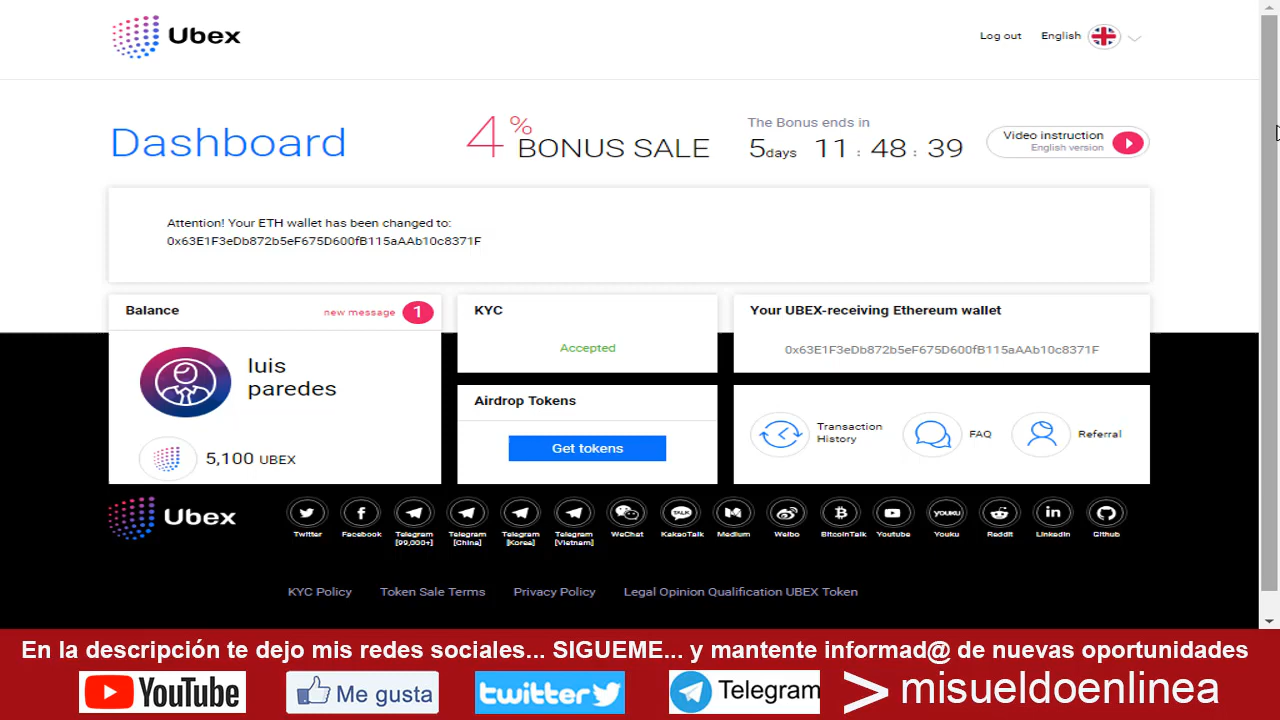 Ubex
Log out English
Dashboard
4% BONUS SALE
The Bonus ends in
5days 11 : 48 : 39
Video instruction
English version
Attention! Your ETH wallet has been changed to:
0x63E1F3eDb872b5eF675D600fB115aAAb10c8371F
Balance
new message 1
luis
paredes
5,100 UBEX
KYC
Accepted
Airdrop Tokens
Get tokens
Your UBEX-receiving Ethereum wallet
0x63E1F3eDb872b5eF675D600fB115aAAb10c8371F
Transaction
History
FAQ
Referral
Ubex
Twitter
Facebook
Telegram
[99,000+]
Telegram
[China]
Telegram
[Korea]
Telegram
[Vietnam]
WeChat
TALK
KakaoTalk
Medium
Weibo
BitcoinTalk
Youtube
YOUKU
Youku
Reddit
in
LinkedIn
Github
KYC Policy Token Sale Terms Privacy Policy Legal Opinion Qualification UBEX Token
En la descripción te dejo mis redes sociales... SIGUEME... y mantente informad@ de nuevas oportunidades
YouTube Me gusta twitter Telegram > misueldoenlinea